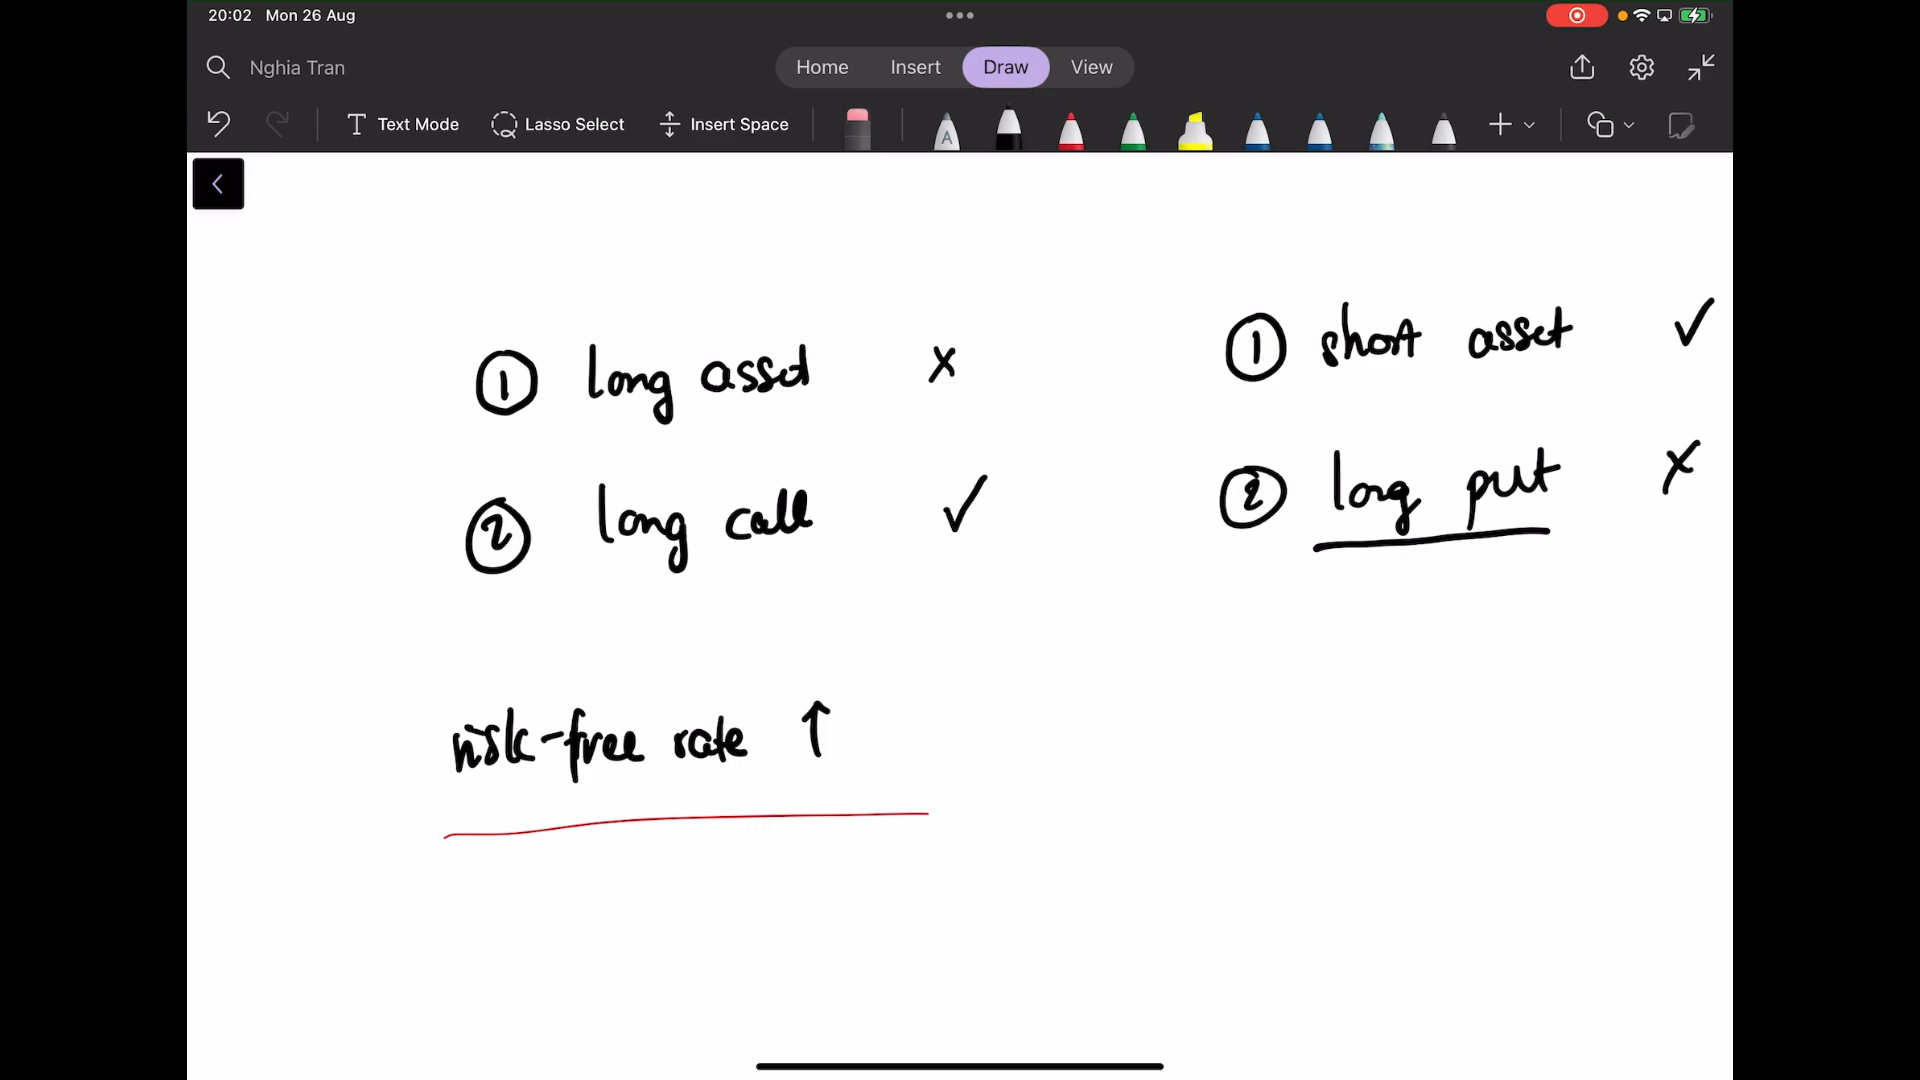 20:02 Mon 26 Aug
Nghia Tran
Home Insert Draw View
Text Mode Lasso Select Insert Space
A
① long asset x
② long call ✓
① short asset ✓
② long put x
risk-free rate ↑